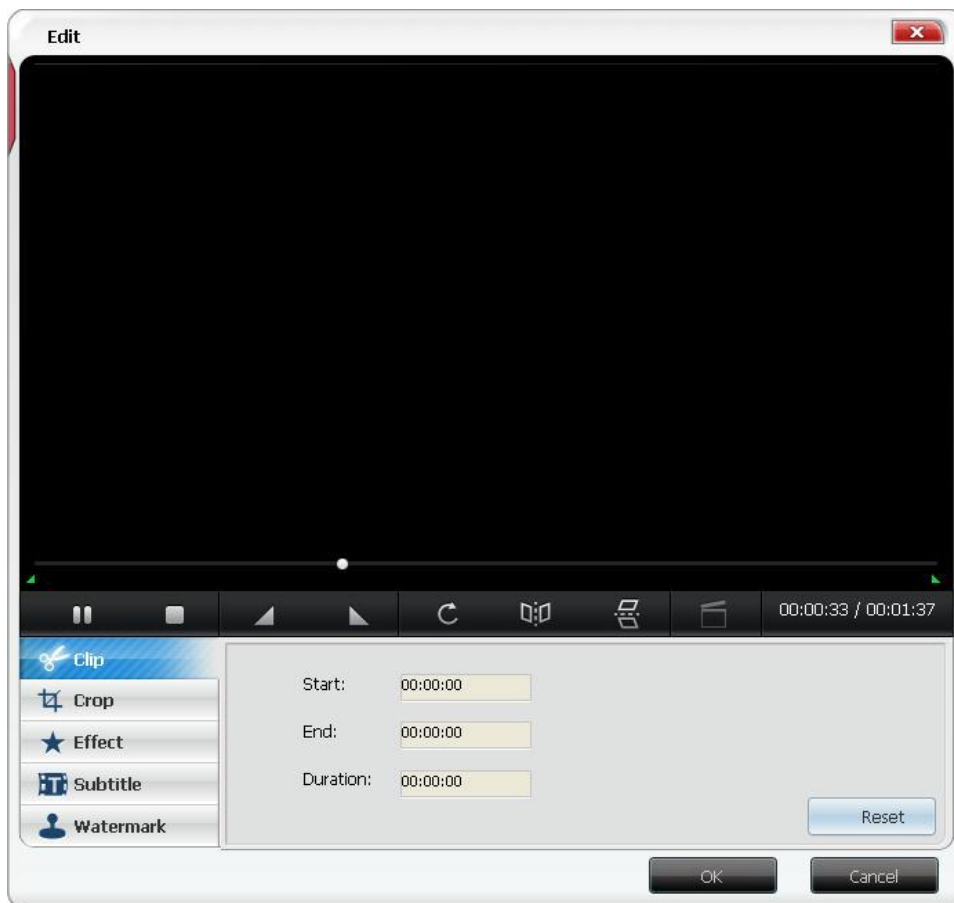 Edit
00:00:33 / 00:01:37
Clip
Crop
Effect
Subtitle
Watermark
Start: 00:00:00
End: 00:00:00
Duration: 00:00:00
Reset
OK
Cancel